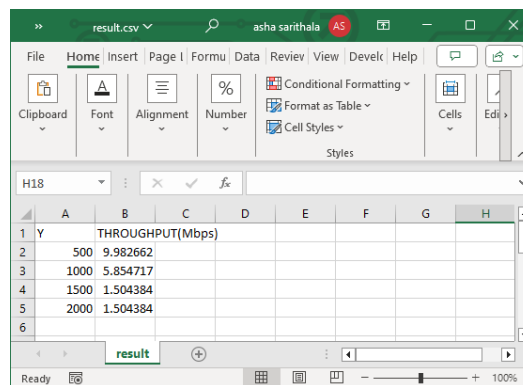 » result.csv asha sarithala AS
File Home Insert Page L Formu Data Review View Develc Help
Clipboard Font Alignment Number Conditional Formatting Cells Edi
Format as Table
Cell Styles
Styles
H18 fx
A B C D E F G H
1 Y THROUGHPUT(Mbps)
2 500 9.982662
3 1000 5.854717
4 1500 1.504384
5 2000 1.504384
6
result
Ready 100%